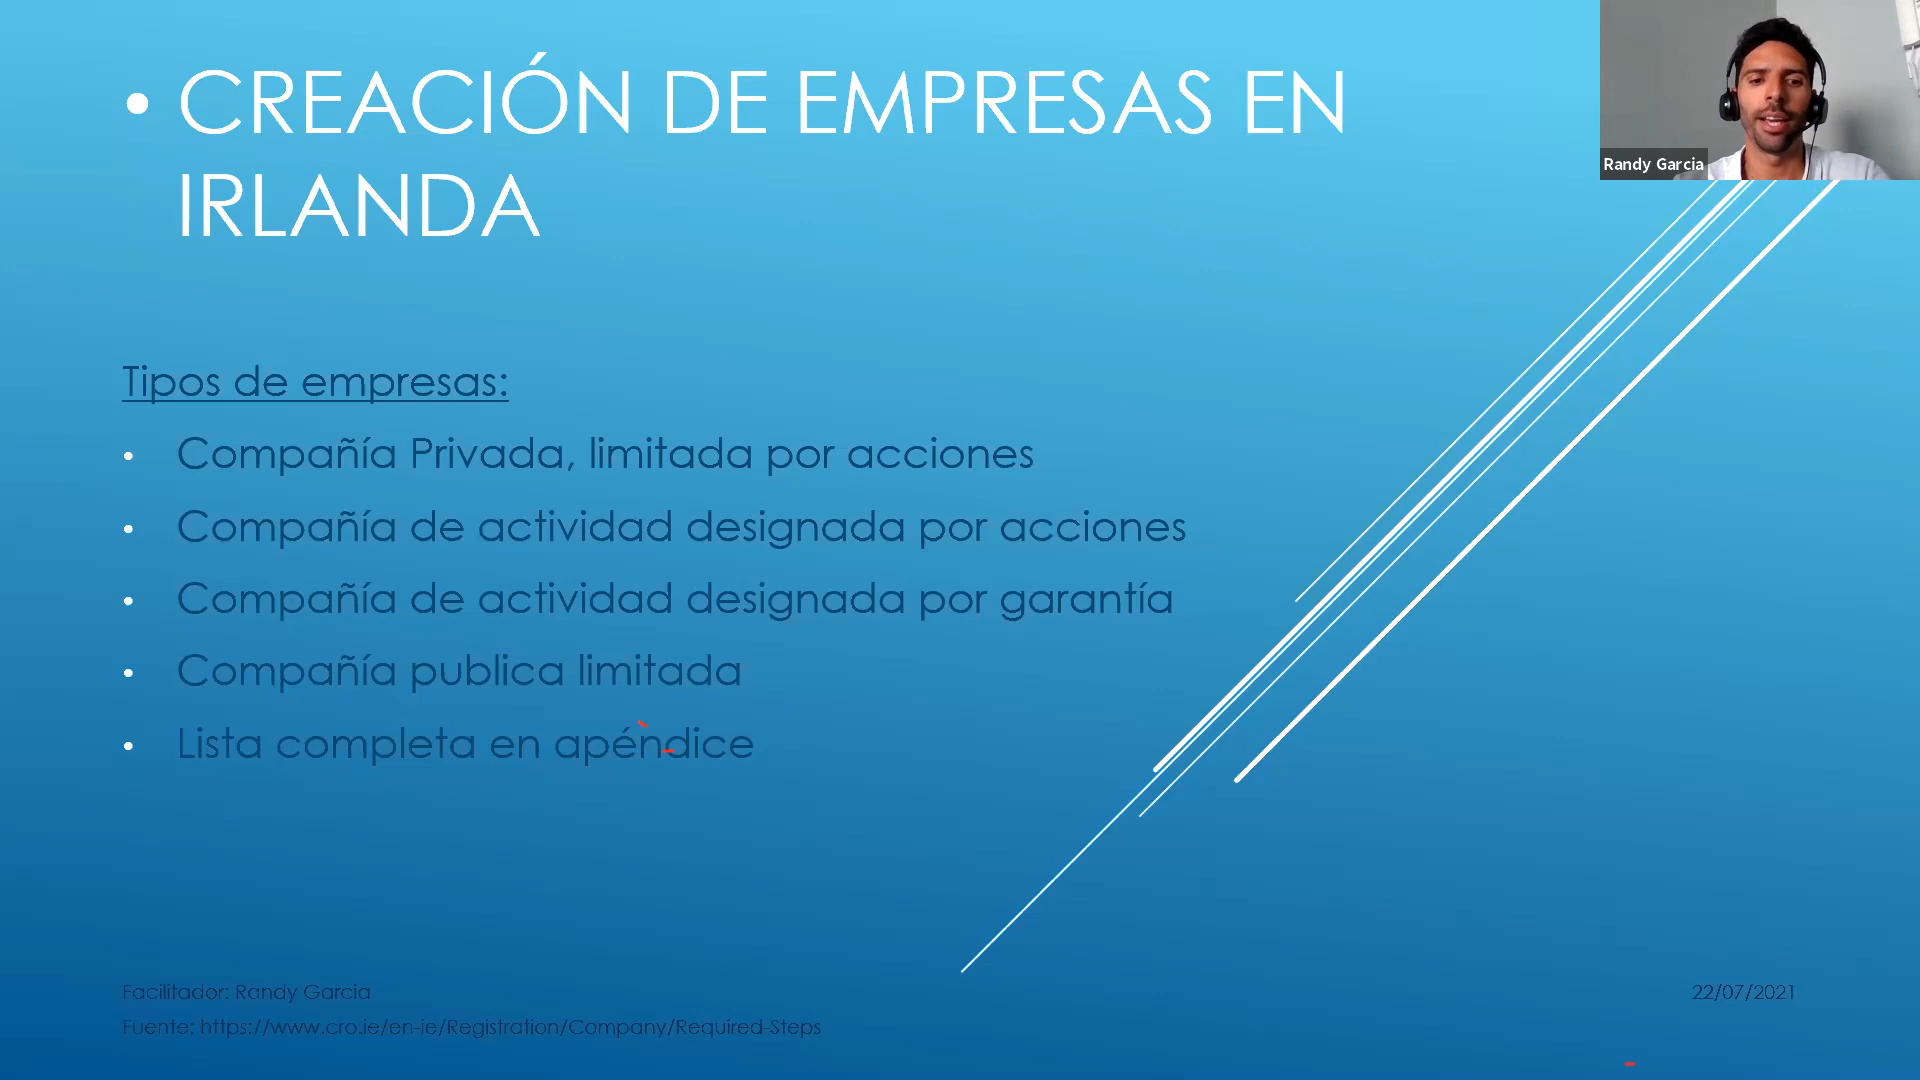 • CREACIÓN DE EMPRESAS EN
IRLANDA
Randy Garcia
Tipos de empresas:
• Compañía Privada, limitada por acciones
• Compañía de actividad designada por acciones
• Compañía de actividad designada por garantía
• Compañía publica limitada
• Lista completa en apéndice
Facilitador: Randy Garcia
22/07/2021
Fuente: https://www.cro.ie/en-ie/Registration/Company/Required-Steps